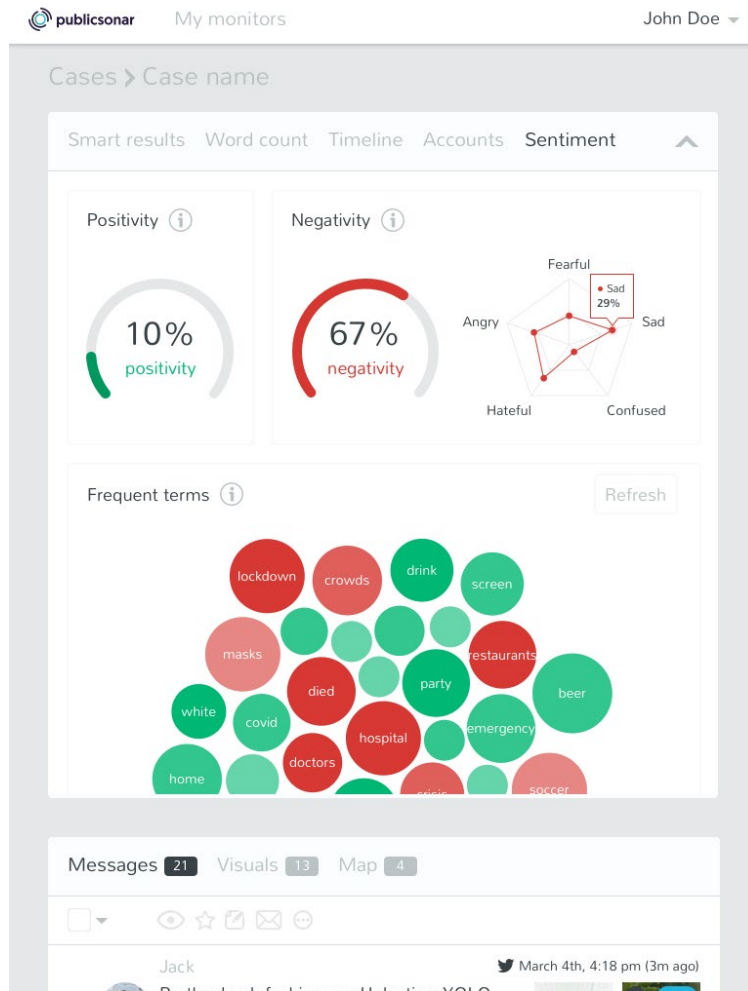 publicsonar My monitors John Doe
Cases > Case name
Smart results Word count Timeline Accounts Sentiment
Positivity i
10%
positivity
Negativity i
67%
negativity
Fearful
Sad
29%
Angry
Sad
Hateful
Confused
Frequent terms i
Refresh
lockdown
crowds
drink
screen
masks
restaurants
died
party
beer
white
covid
hospital
emergency
doctors
home
crisis
soccer
Messages 21 Visuals 13 Map 4
Jack
March 4th, 4:18 pm (3m ago)
YOLO